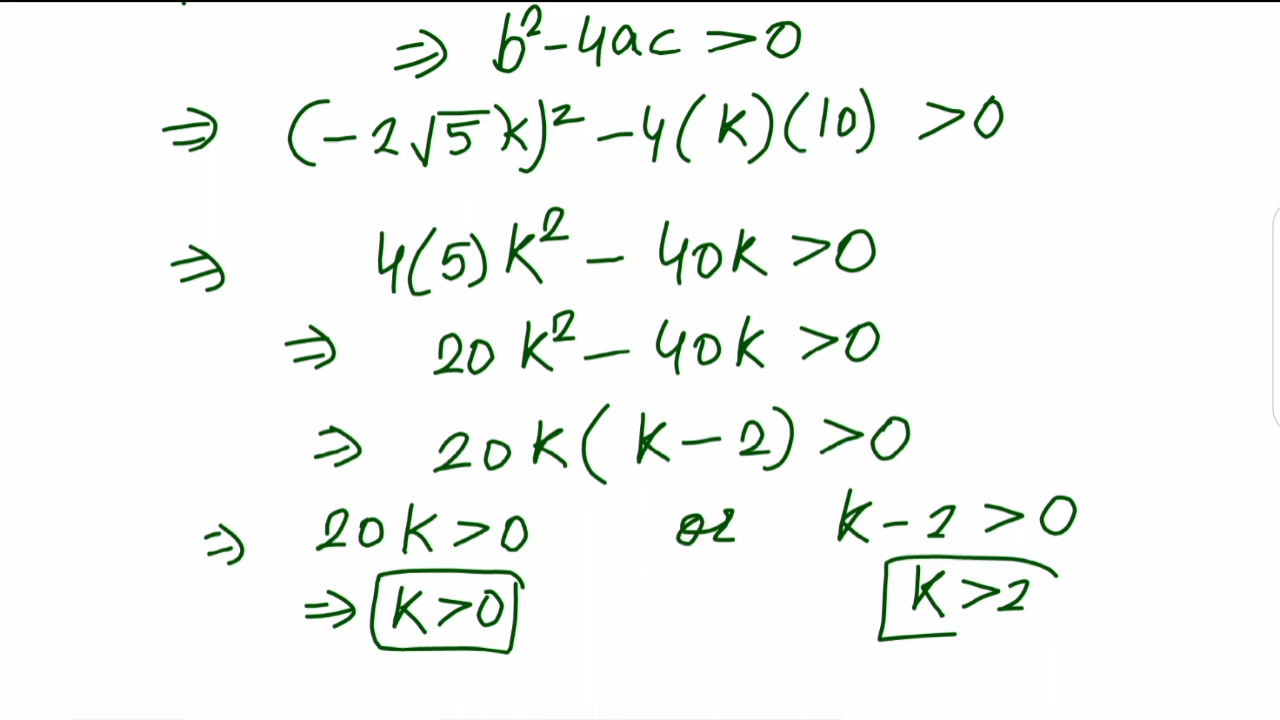 ⇒ b²-4ac >0
⇒ (-2√5k)² -4(k)(10) >0
⇒ 4(5)k² - 40k >0
⇒ 20k² - 40k >0
⇒ 20k(k-2) >0
⇒ 20k>0 or k-2>0
⇒ k>0 k>2